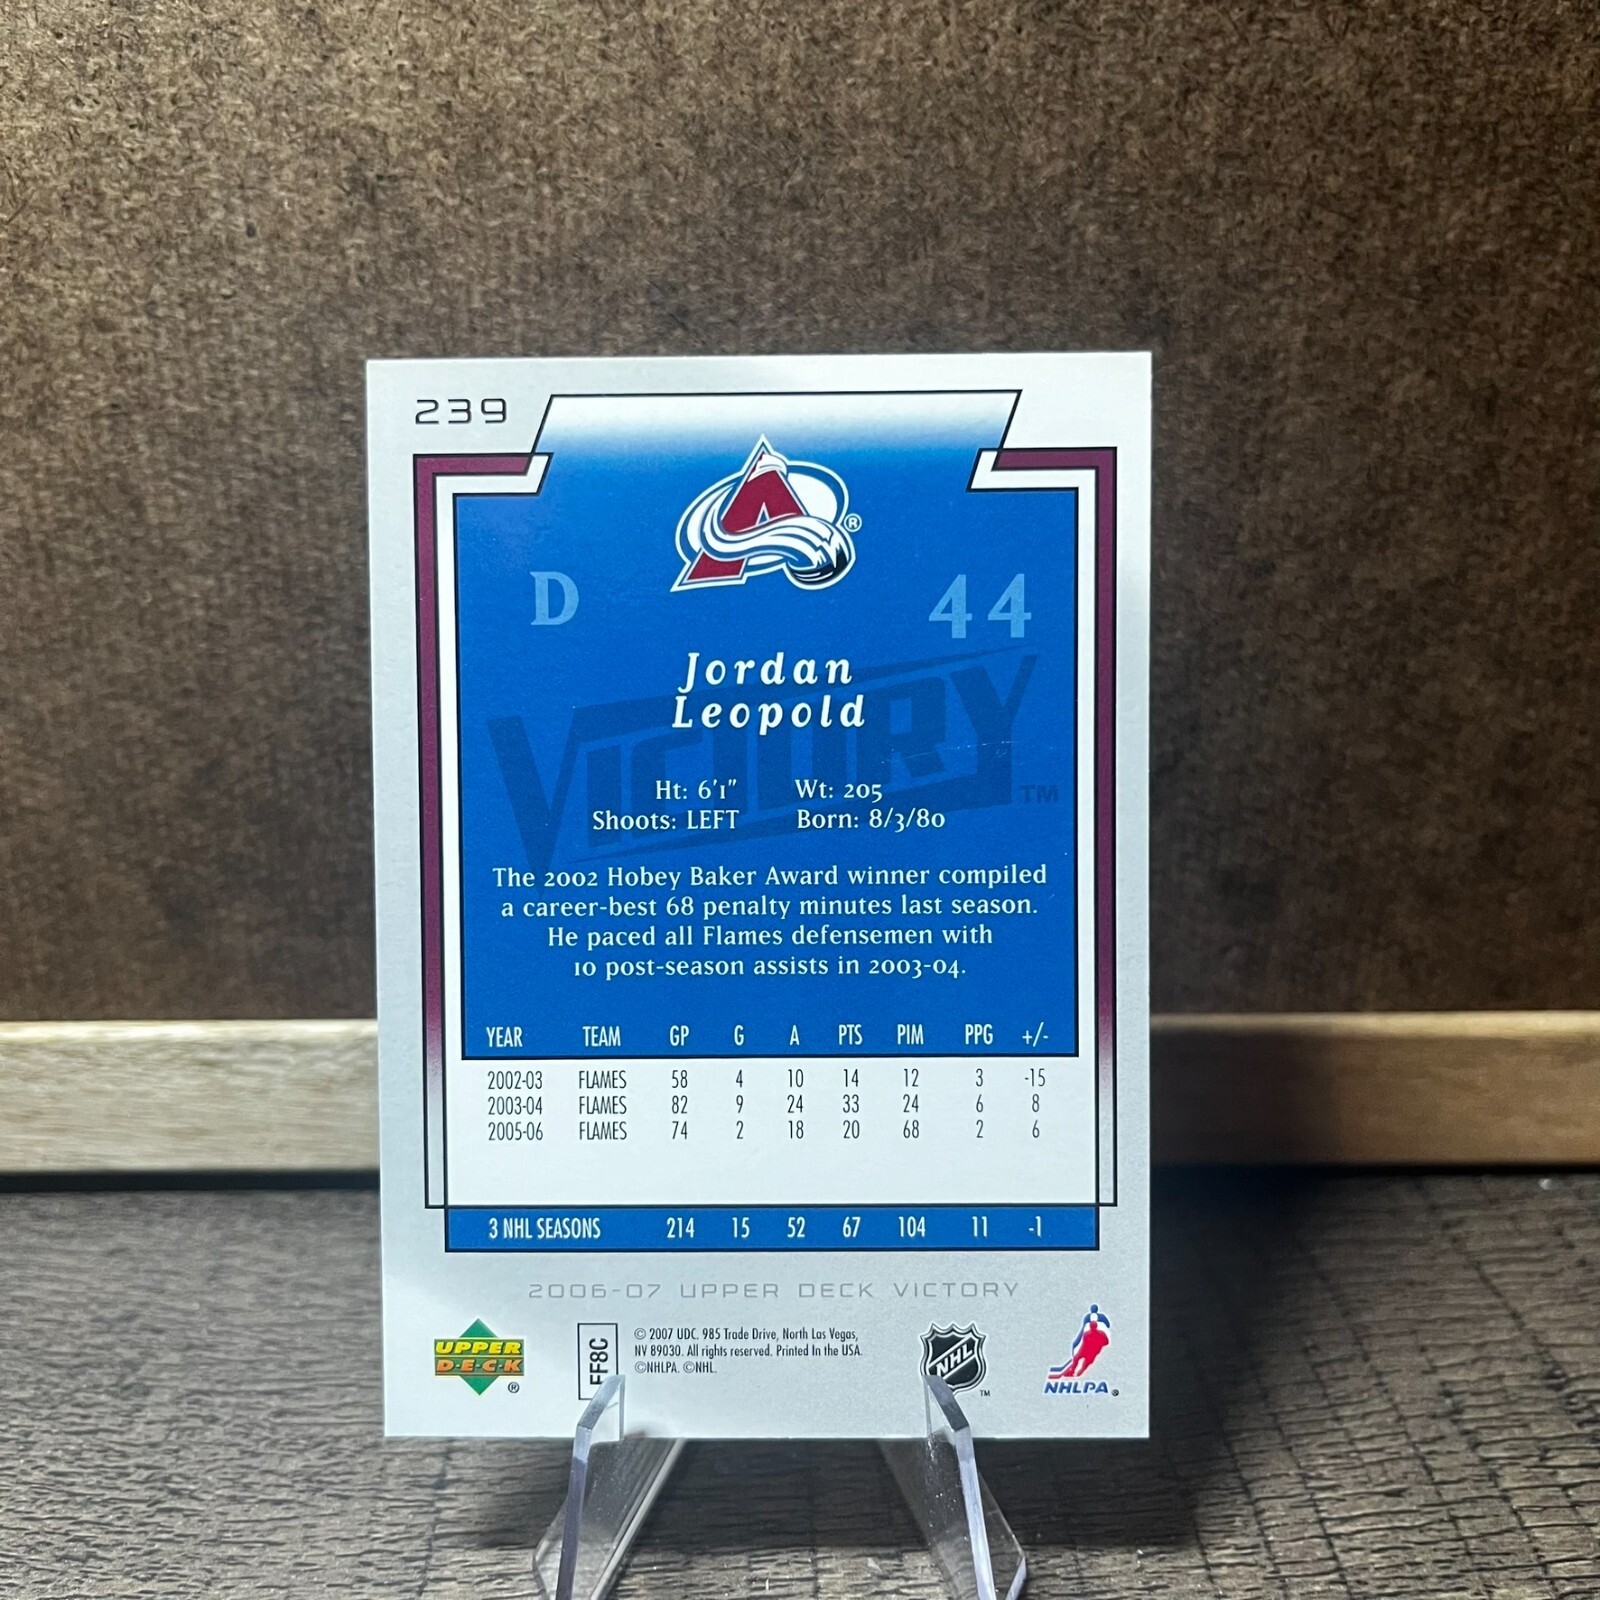 239
®
D
44
Jordan
Leopold
VICTORY TM
Ht: 6'1" Wt: 205
Shoots: LEFT Born: 8/3/80
The 2002 Hobey Baker Award winner compiled
a career-best 68 penalty minutes last season.
He paced all Flames defensemen with
10 post-season assists in 2003-04.
YEAR TEAM GP G A PTS PIM PPG +/-
2002-03 FLAMES 58 4 10 14 12 3 -15
2003-04 FLAMES 82 9 24 33 24 6 8
2005-06 FLAMES 74 2 18 20 68 2 6
3 NHL SEASONS 214 15 52 67 104 11 -1
2006-07 UPPER DECK VICTORY
UPPER
D·E·C·K
®
FF8C
© 2007 UDC. 985 Trade Drive, North Las Vegas,
NV 89030. All rights reserved. Printed In the USA.
©NHLPA. ©NHL.
NHL
TM
NHLPA®